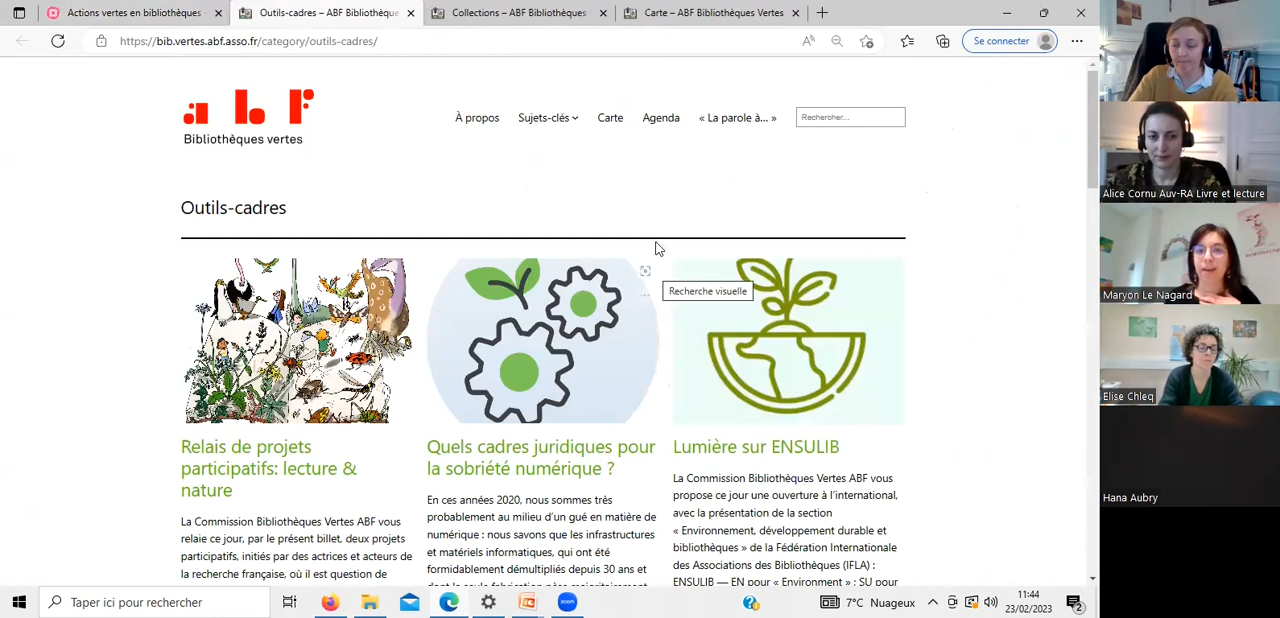 Actions vertes en bibliothèques
Outils-cadres – ABF Bibliothèque
Collections – ABF Bibliothèques
Carte – ABF Bibliothèques Vertes
https://bib.vertes.abf.asso.fr/category/outils-cadres/
Se connecter
abf
Bibliothèques vertes
À propos
Sujets-clés
Carte
Agenda
« La parole à... »
Rechercher...
Outils-cadres
Recherche visuelle
Relais de projets
participatifs: lecture &
nature
La Commission Bibliothèques Vertes ABF vous
relaie ce jour, par le présent billet, deux projets
participatifs, initiés par des actrices et acteurs de
la recherche française, où il est question de
Quels cadres juridiques pour
la sobriété numérique ?
En ces années 2020, nous sommes très
probablement au milieu d'un gué en matière de
numérique : nous savons que les infrastructures
et matériels informatiques, qui ont été
formidablement démultipliés depuis 30 ans et
Lumière sur ENSULIB
La Commission Bibliothèques Vertes ABF vous
propose ce jour une ouverture à l'international,
avec la présentation de la section
« Environnement, développement durable et
bibliothèques » de la Fédération Internationale
des Associations des Bibliothèques (IFLA) :
ENSULIB — EN pour « Environment » ; SU pour
Alice Cornu Auv-RA Livre et lecture
Maryon Le Nagard
Elise Chleq
Hana Aubry
Taper ici pour rechercher
zoom
7°C Nuageux
11:44
23/02/2023
2